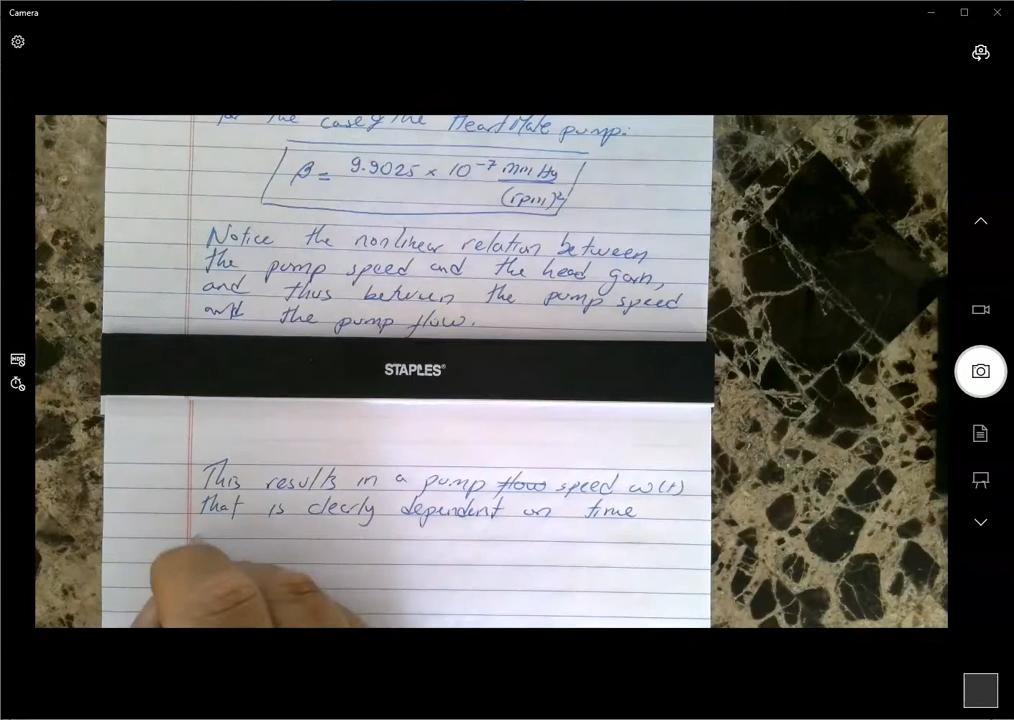 Camera
for the case of the HeartMate pump:
β = 9.9025 × 10⁻⁷ mmHg/(rpm)²
Notice the nonlinear relation between
the pump speed and the head gain,
and thus between the pump speed
and the pump flow.
STAPLES®
This results in a pump flow speed ω(t)
that is clearly dependent on time